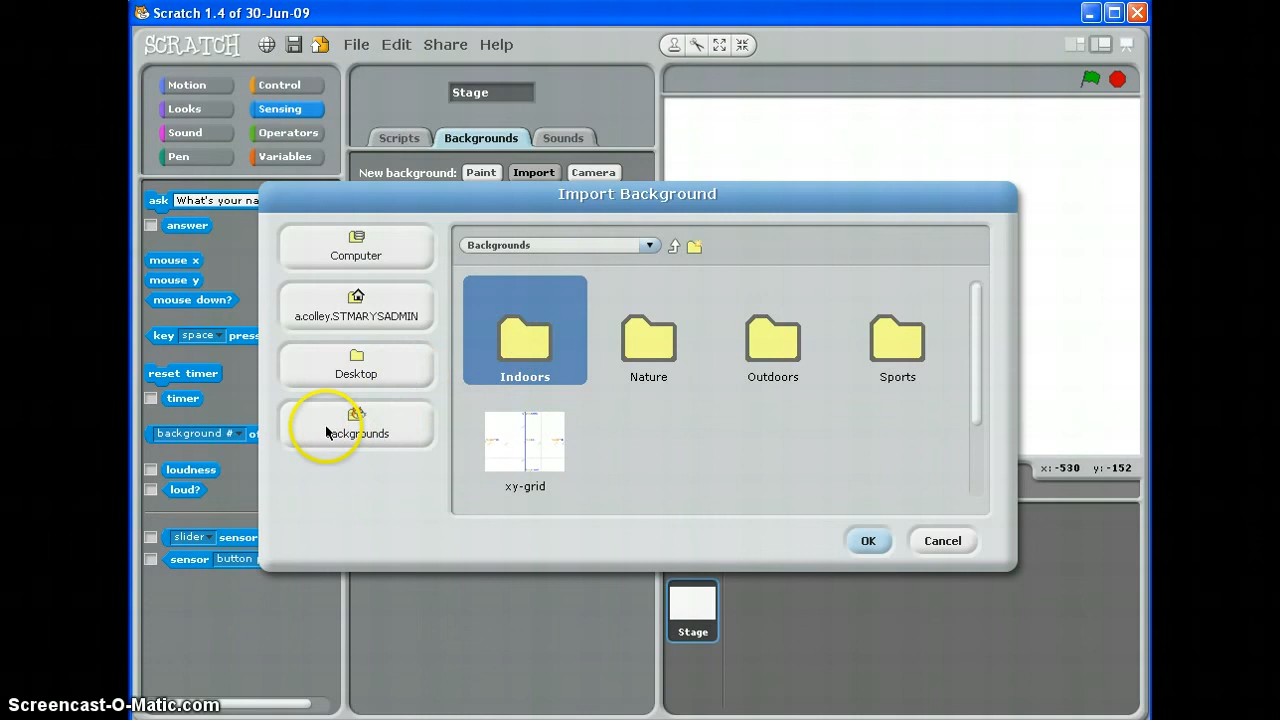 Scratch 1.4 of 30-Jun-09
SCRATCH File Edit Share Help
Motion Control
Looks Sensing
Sound Operators
Pen Variables
Stage
Scripts Backgrounds Sounds
New background: Paint Import Camera
ask What's your na
answer
mouse x
mouse y
mouse down?
key space press
reset timer
timer
background # of
loudness
loud?
slider sensor
sensor button
Import Background
Computer
a.colley.STMARYSADMIN
Desktop
Backgrounds
Backgrounds
Indoors Nature Outdoors Sports
xy-grid
OK Cancel
x: -530 y: -152
Stage
Screencast-O-Matic.com